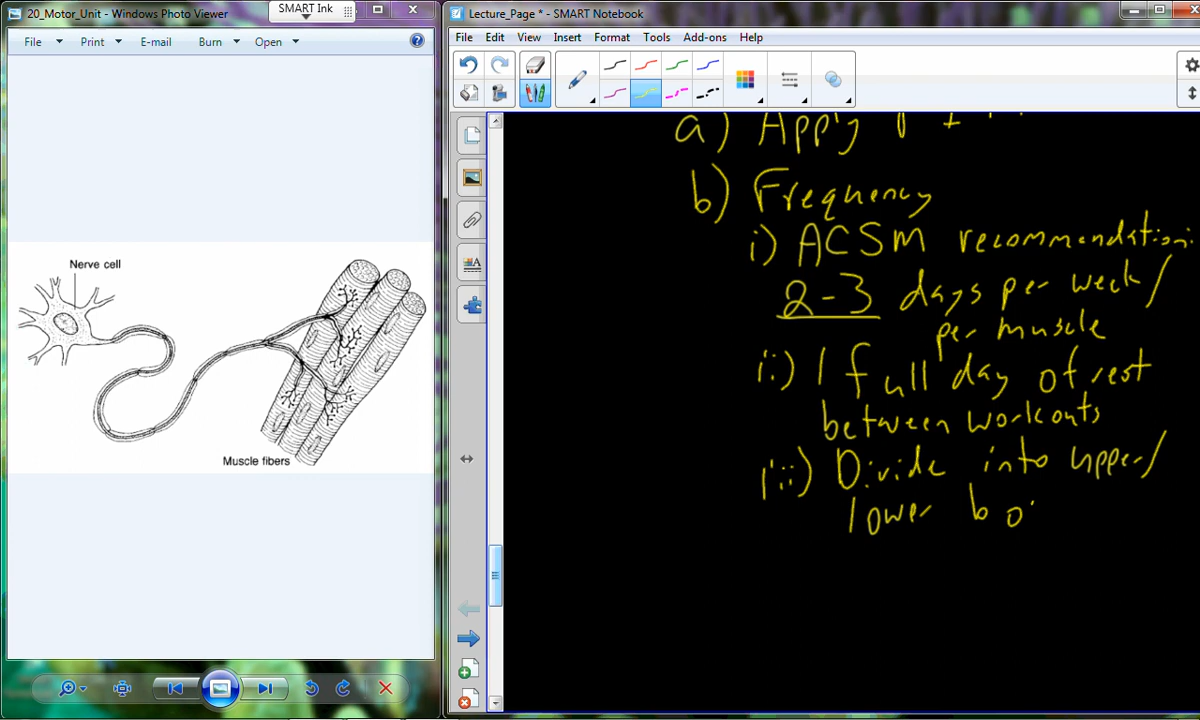 20_Motor_Unit - Windows Photo Viewer
SMART Ink
File Print E-mail Burn Open
Nerve cell
Muscle fibers
Lecture_Page * - SMART Notebook
File Edit View Insert Format Tools Add-ons Help
a) Apply
b) Frequency
i) ACSM recommendation:
2-3 days per week/
per muscle
ii) 1 full day of rest
between workouts
iii) Divide into upper/
lower bo